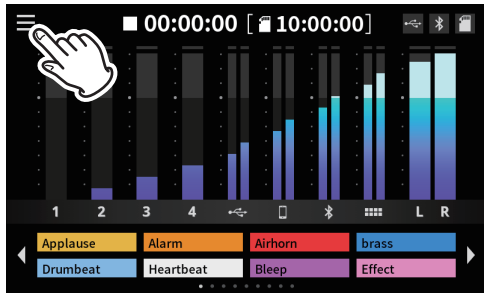 00:00:00 [ 10:00:00]
1 2 3 4 L R
Applause Alarm Airhorn brass
Drumbeat Heartbeat Bleep Effect